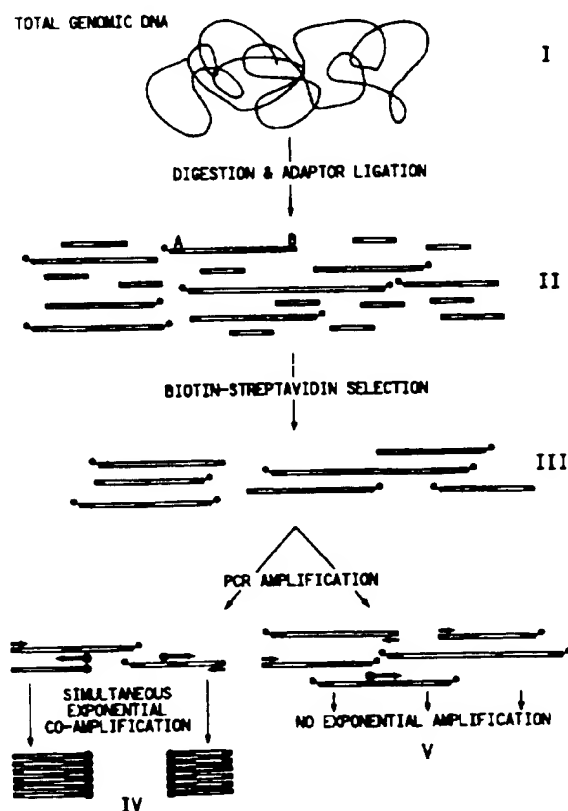 TOTAL GENOMIC DNA
I
DIGESTION & ADAPTOR LIGATION
A B
II
BIOTIN-STREPTAVIDIN SELECTION
III
PCR AMPLIFICATION
SIMULTANEOUS
EXPONENTIAL
CO-AMPLIFICATION
NO EXPONENTIAL AMPLIFICATION
IV
V